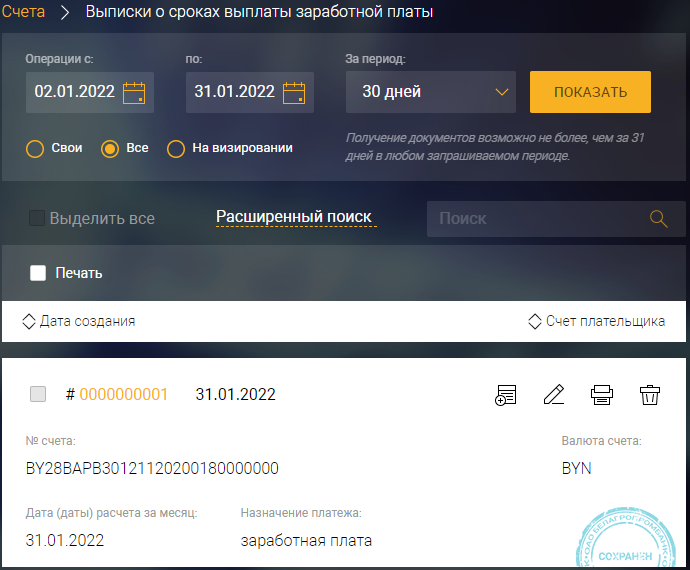 Счета > Выписки о сроках выплаты заработной платы
Операции с: по: За период:
02.01.2022 31.01.2022 30 дней ПОКАЗАТЬ
Свои Все На визировании
Получение документов возможно не более, чем за 31
дней в любом запрашиваемом периоде.
Выделить все Расширенный поиск Поиск
Печать
Дата создания Счет плательщика
# 0000000001 31.01.2022
№ счета: Валюта счета:
BY28BAPB30121120200180000000 BYN
Дата (даты) расчета за месяц: Назначение платежа:
31.01.2022 заработная плата
ОАО БЕЛАГРОПРОМБАНК
СОХРАНЕН